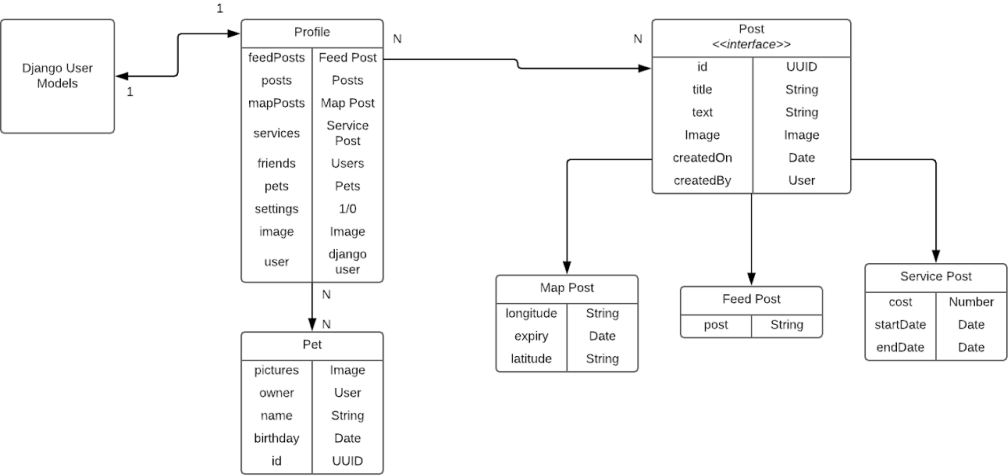 1
Django User
Models
1
Profile
feedPosts Feed Post
posts Posts
mapPosts Map Post
services Service
Post
friends Users
pets Pets
settings 1/0
image Image
user django
user
N
N
Post
<<interface>>
id UUID
title String
text String
Image Image
createdOn Date
createdBy User
N
N
Pet
pictures Image
owner User
name String
birthday Date
id UUID
Map Post
longitude String
expiry Date
latitude String
Feed Post
post String
Service Post
cost Number
startDate Date
endDate Date